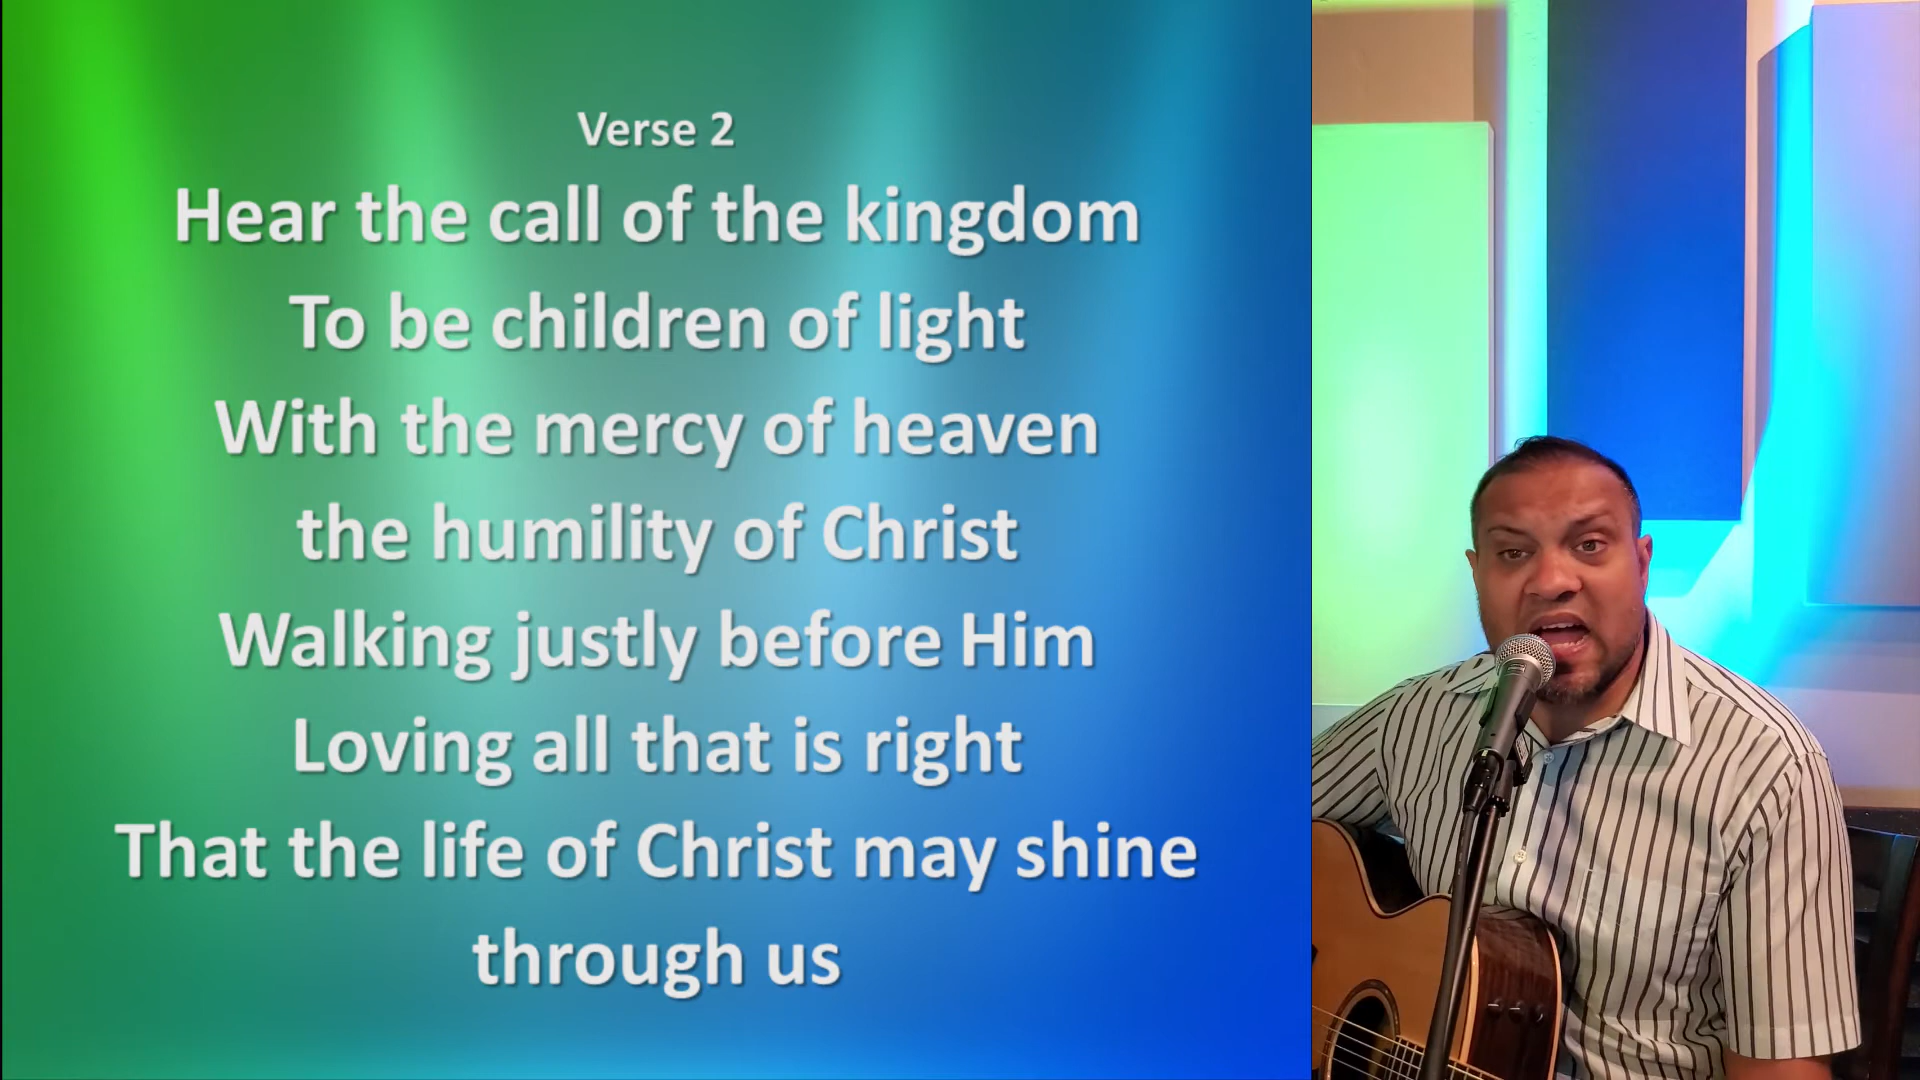 Verse 2
Hear the call of the kingdom
To be children of light
With the mercy of heaven
the humility of Christ
Walking justly before Him
Loving all that is right
That the life of Christ may shine
through us